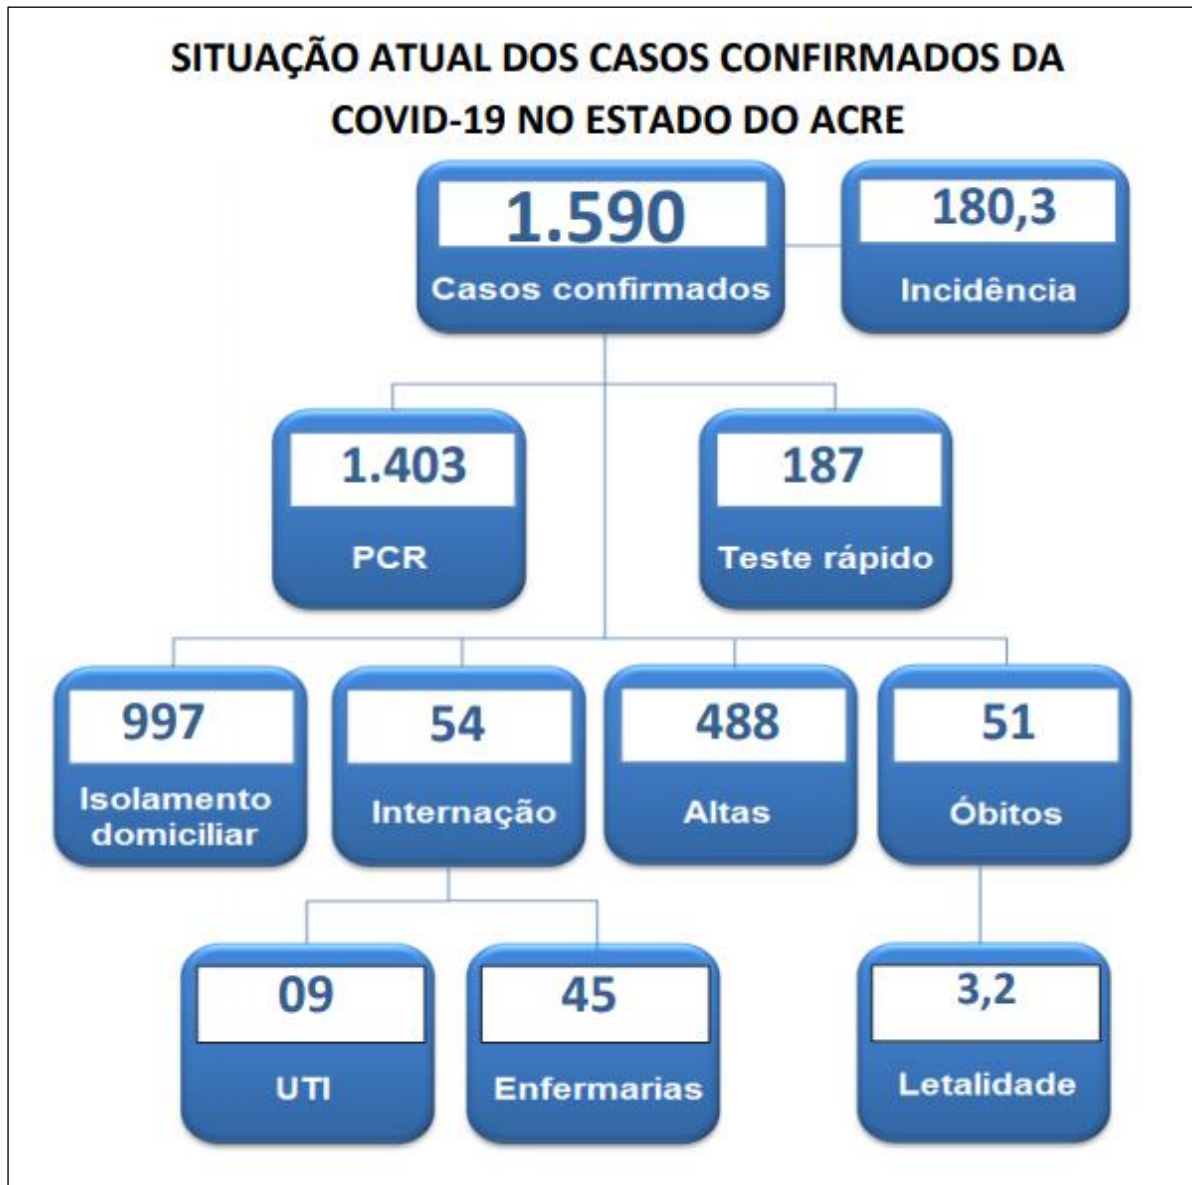 SITUAÇÃO ATUAL DOS CASOS CONFIRMADOS DA
COVID-19 NO ESTADO DO ACRE
1.590
Casos confirmados
180,3
Incidência
1.403
PCR
187
Teste rápido
997
Isolamento
domiciliar
54
Internação
488
Altas
51
Óbitos
09
UTI
45
Enfermarias
3,2
Letalidade